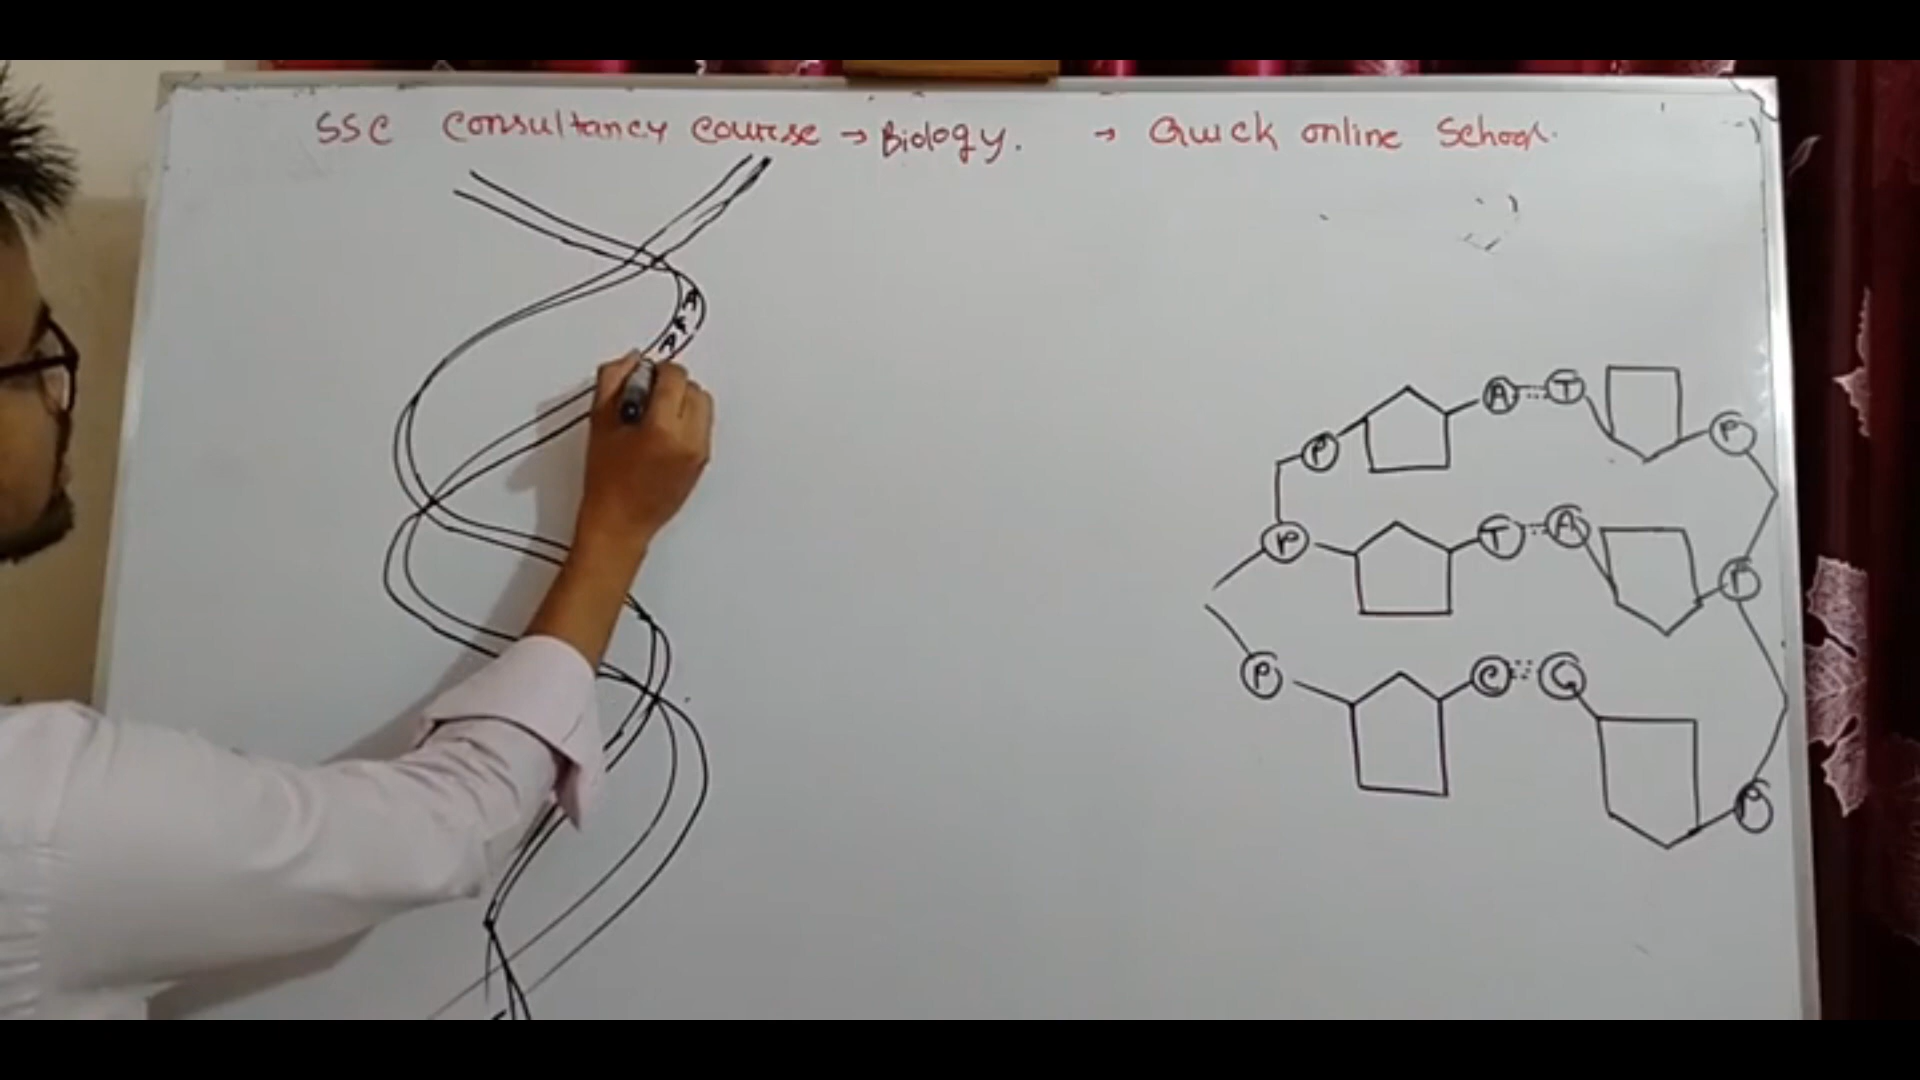 SSC Consultancy Course → Biology. → Quick online School.
A
A
P A T P
P T A P
P C G P